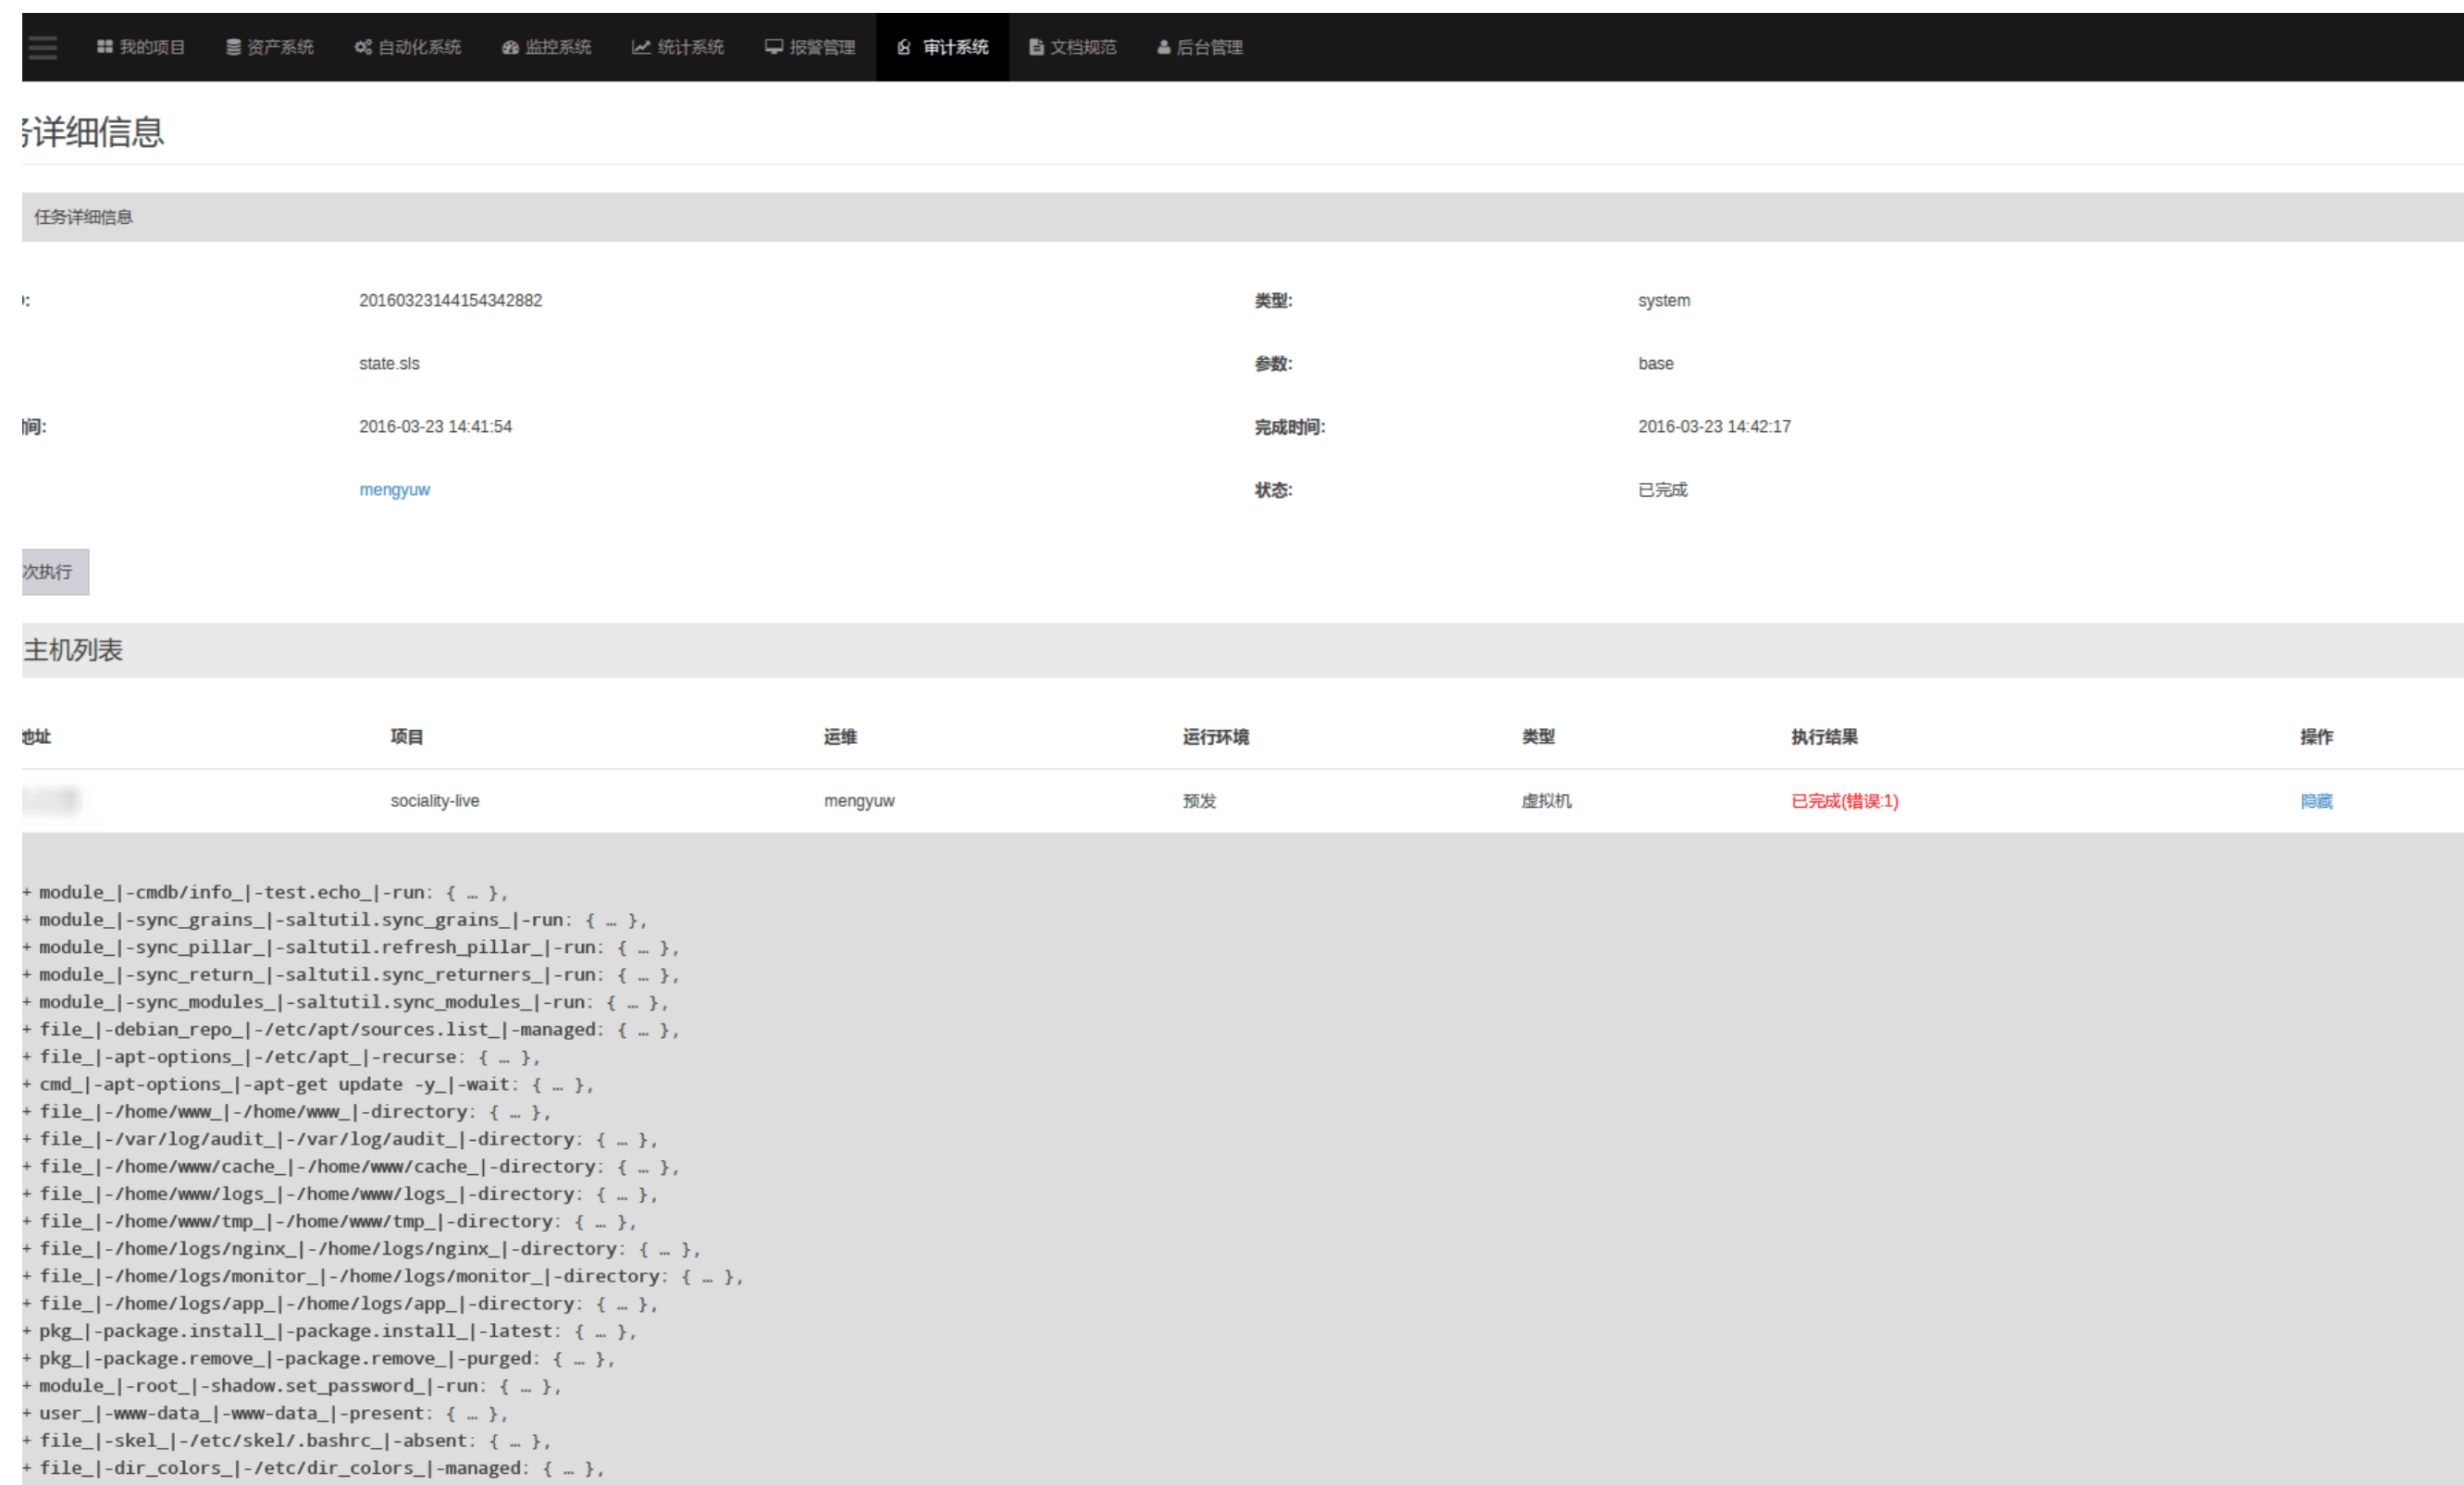 我的项目 资产系统 自动化系统 监控系统 统计系统 报警管理 审计系统 文档规范 后台管理
详细信息
任务详细信息
: 20160323144154342882 类型: system
state.sls 参数: base
间: 2016-03-23 14:41:54 完成时间: 2016-03-23 14:42:17
mengyuw 状态: 已完成
次执行
主机列表
地址 项目 运维 运行环境 类型 执行结果 操作
sociality-live mengyuw 预发 虚拟机 已完成(错误:1) 隐藏
+ module_|-cmdb/info_|-test.echo_|-run: { … },
+ module_|-sync_grains_|-saltutil.sync_grains_|-run: { … },
+ module_|-sync_pillar_|-saltutil.refresh_pillar_|-run: { … },
+ module_|-sync_return_|-saltutil.sync_returners_|-run: { … },
+ module_|-sync_modules_|-saltutil.sync_modules_|-run: { … },
+ file_|-debian_repo_|-/etc/apt/sources.list_|-managed: { … },
+ file_|-apt-options_|-/etc/apt_|-recurse: { … },
+ cmd_|-apt-options_|-apt-get update -y_|-wait: { … },
+ file_|-/home/www_|-/home/www_|-directory: { … },
+ file_|-/var/log/audit_|-/var/log/audit_|-directory: { … },
+ file_|-/home/www/cache_|-/home/www/cache_|-directory: { … },
+ file_|-/home/www/logs_|-/home/www/logs_|-directory: { … },
+ file_|-/home/www/tmp_|-/home/www/tmp_|-directory: { … },
+ file_|-/home/logs/nginx_|-/home/logs/nginx_|-directory: { … },
+ file_|-/home/logs/monitor_|-/home/logs/monitor_|-directory: { … },
+ file_|-/home/logs/app_|-/home/logs/app_|-directory: { … },
+ pkg_|-package.install_|-package.install_|-latest: { … },
+ pkg_|-package.remove_|-package.remove_|-purged: { … },
+ module_|-root_|-shadow.set_password_|-run: { … },
+ user_|-www-data_|-www-data_|-present: { … },
+ file_|-skel_|-/etc/skel/.bashrc_|-absent: { … },
+ file_|-dir_colors_|-/etc/dir_colors_|-managed: { … },